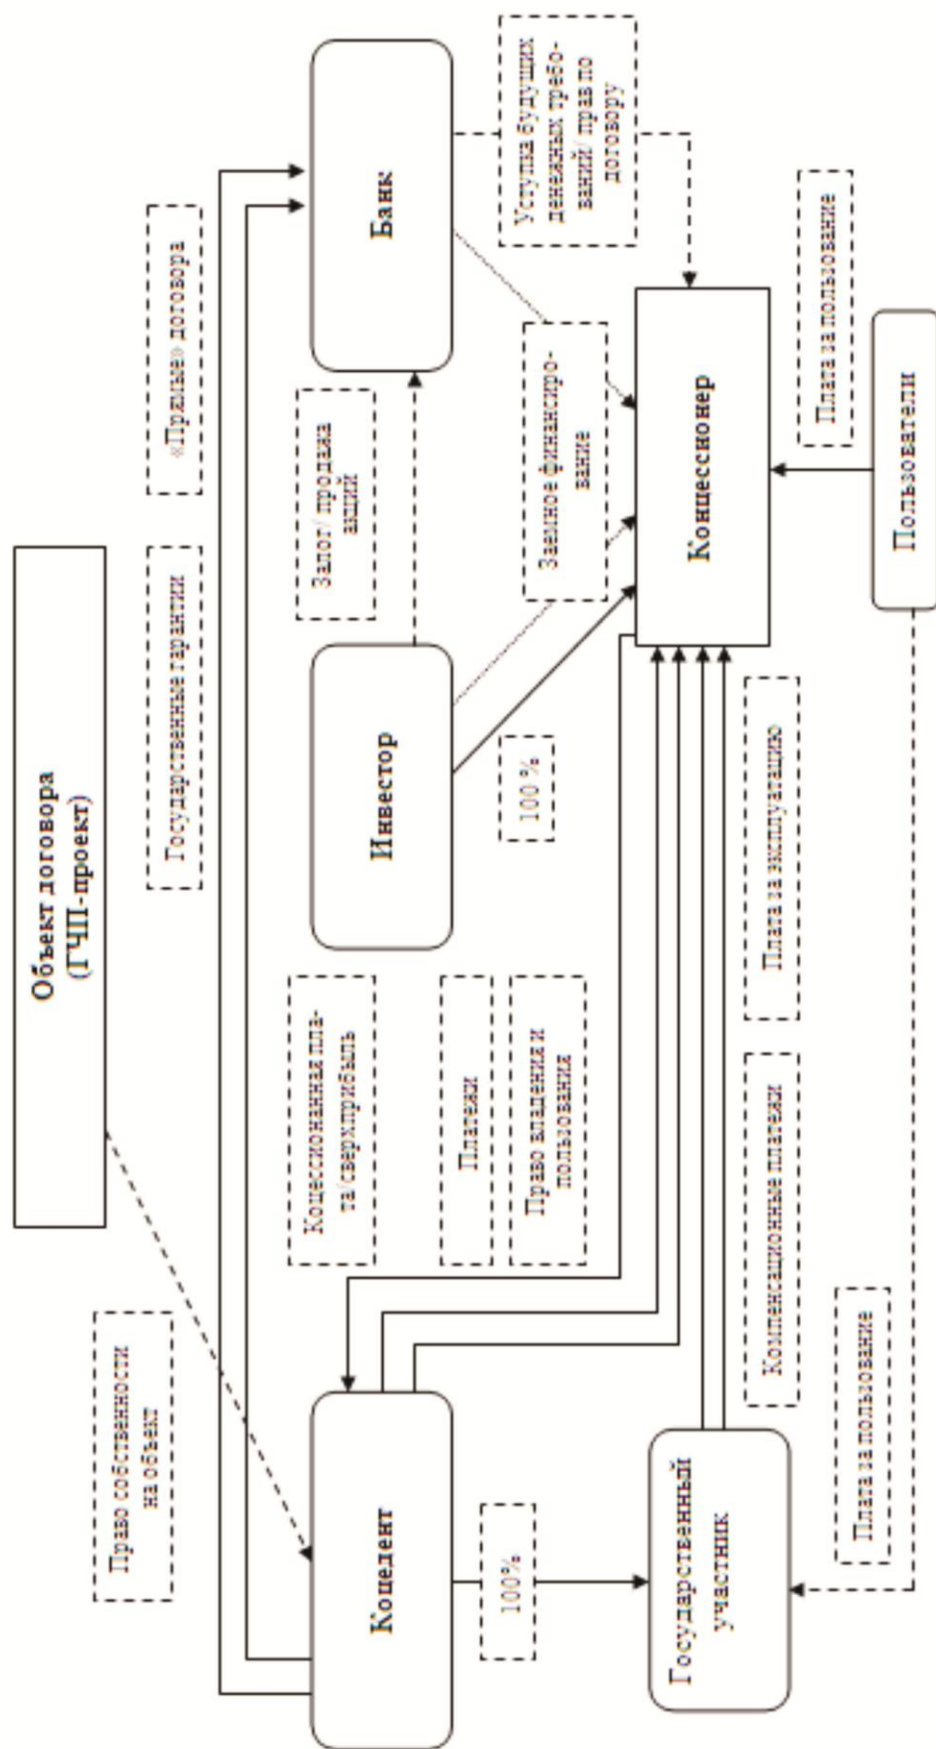 Объект договора
(ГЧП-проект)
Право собственности
на объект
Государственные гарантии
«Прямые» договора
Коцедент
Коцессионанная пла-
та/сверхприбыль
Платежи
Право владения и
пользования
Инвестор
Залог/ продажа
акций
Банк
Уступка будущих
денежных требо-
ваний/ прав по
договору
100%
100 %
Заемное финансиро-
вание
Государственный
участник
Компенсационные платежи
Плата за эксплуатацию
Концессионер
Плата за пользование
Плата за пользование
Пользователи